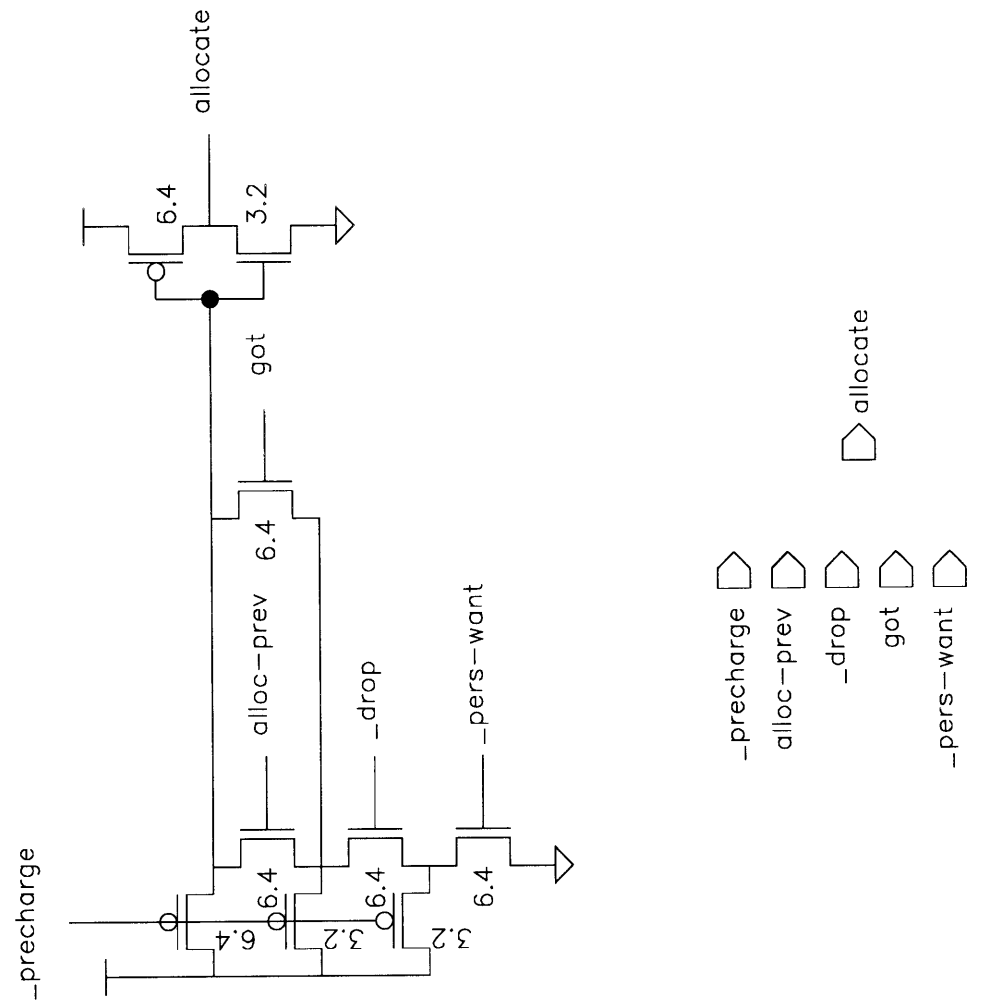 _precharge
allocate
6.4
3.2
got
6.4
alloc-prev
_drop
_pers-want
6.4
6.4
6.4
6.4
3.2
3.2
allocate
_precharge
alloc-prev
_drop
got
_pers-want